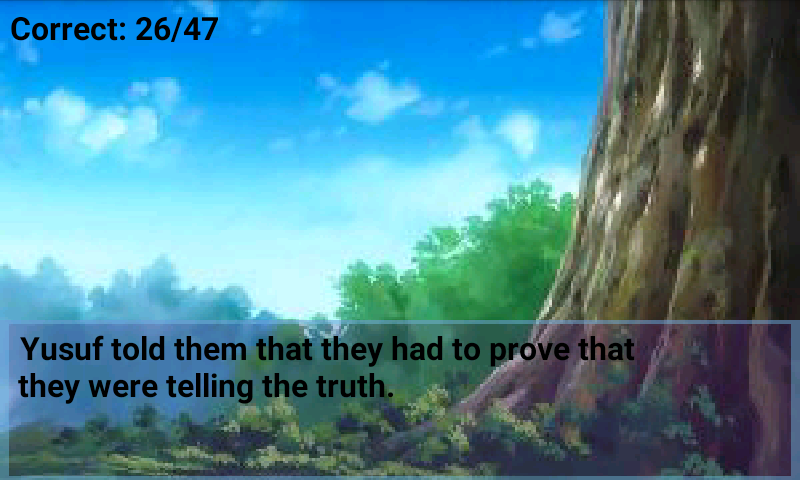 Correct: 26/47
Yusuf told them that they had to prove that
they were telling the truth.